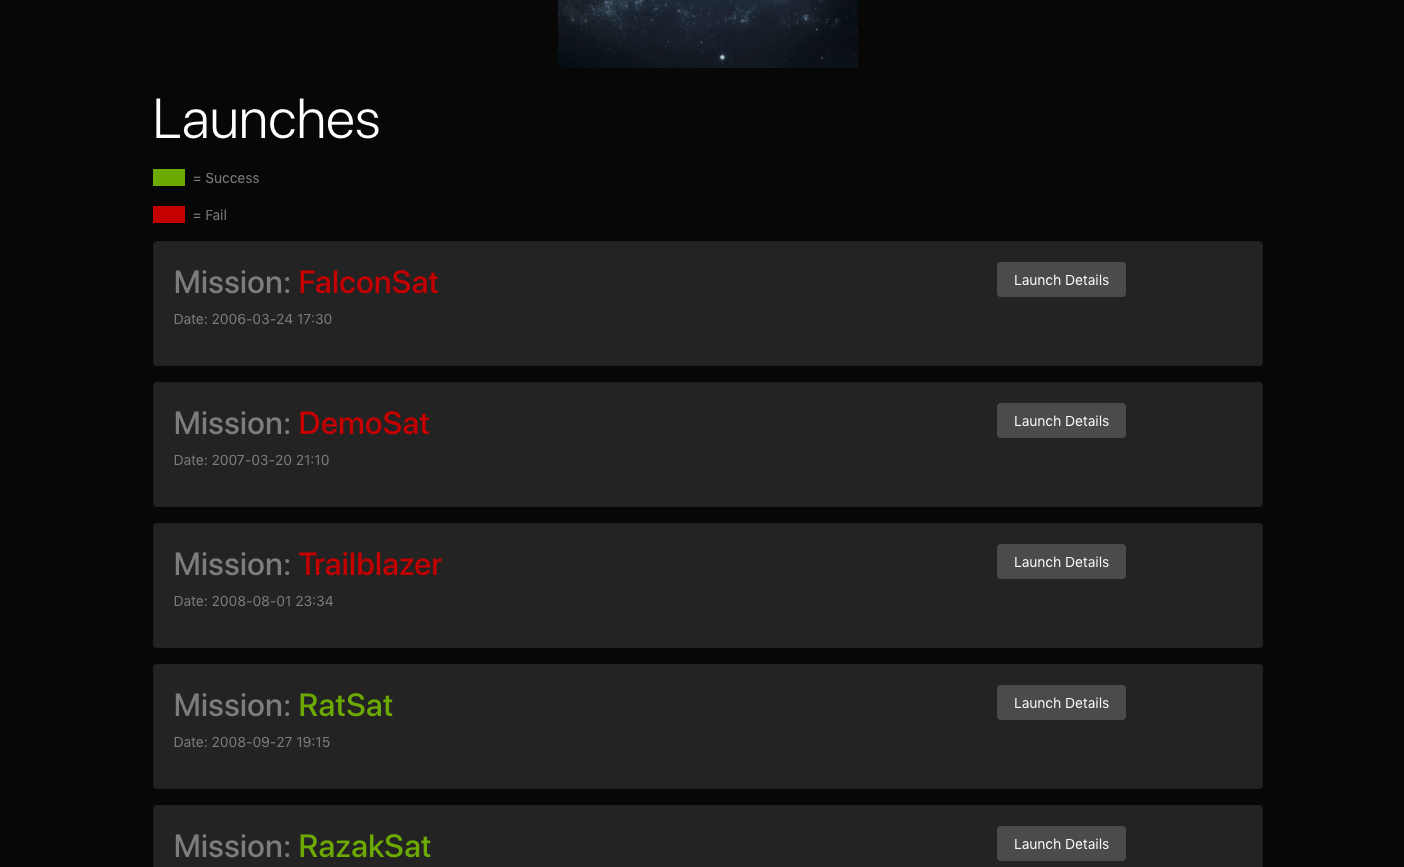 Launches
= Success
= Fail
Mission: FalconSat
Launch Details
Date: 2006-03-24 17:30
Mission: DemoSat
Launch Details
Date: 2007-03-20 21:10
Mission: Trailblazer
Launch Details
Date: 2008-08-01 23:34
Mission: RatSat
Launch Details
Date: 2008-09-27 19:15
Mission: RazakSat
Launch Details